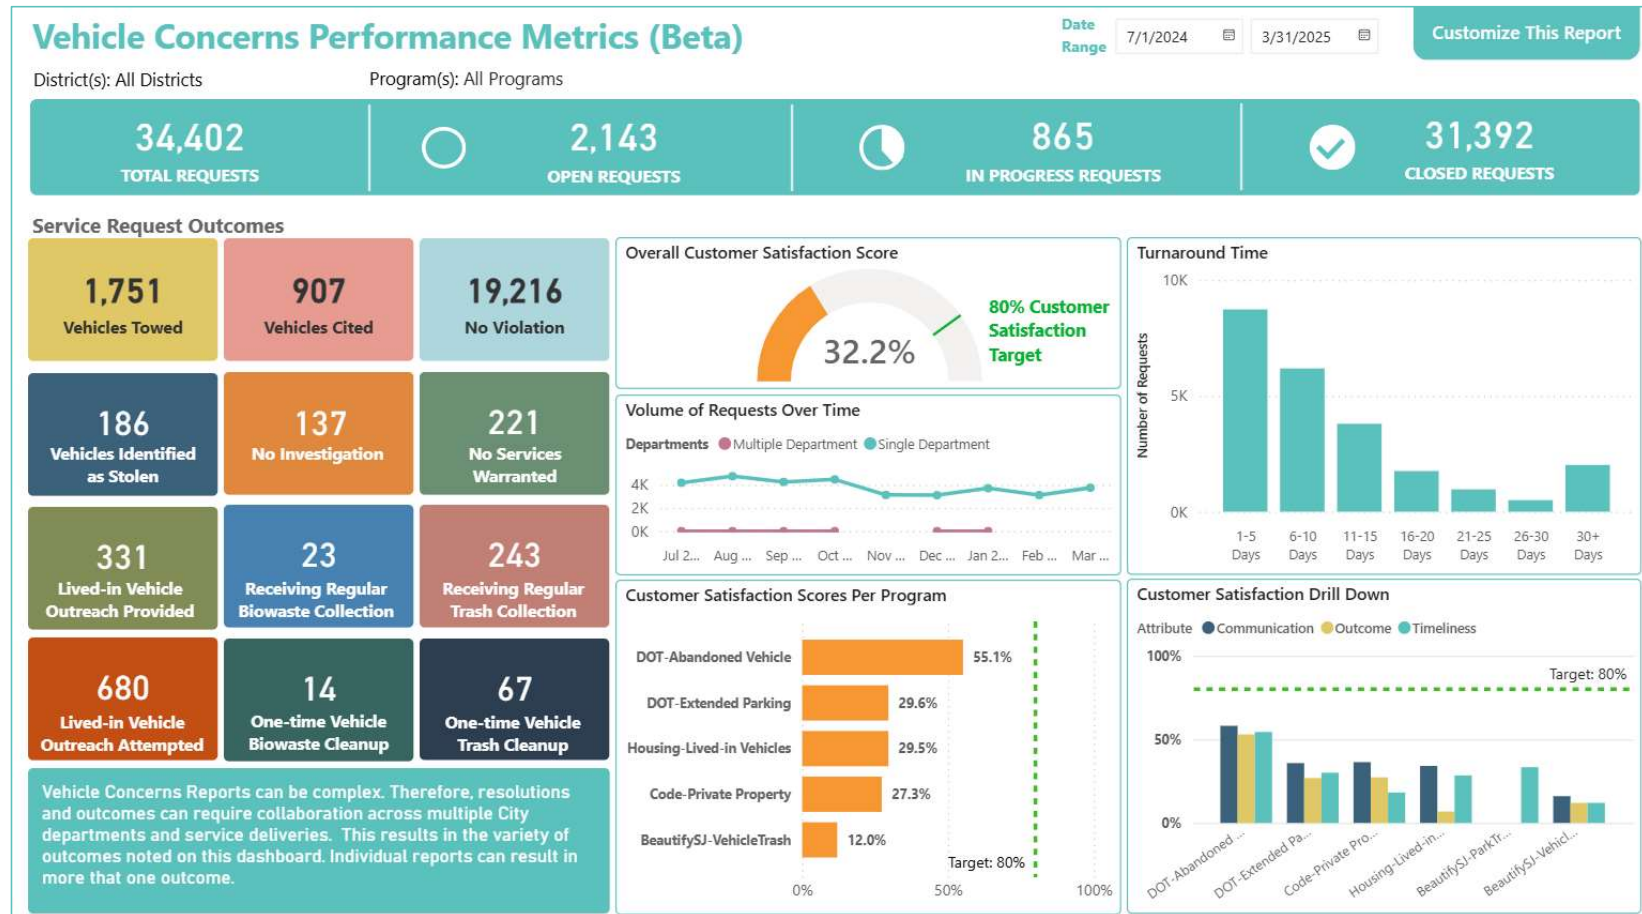 Vehicle Concerns Performance Metrics (Beta)
Date
Range
7/1/2024
3/31/2025
Customize This Report
District(s): All Districts
Program(s): All Programs
34,402
TOTAL REQUESTS
2,143
OPEN REQUESTS
865
IN PROGRESS REQUESTS
31,392
CLOSED REQUESTS
Service Request Outcomes
1,751
Vehicles Towed
907
Vehicles Cited
19,216
No Violation
186
Vehicles Identified
as Stolen
137
No Investigation
221
No Services
Warranted
331
Lived-in Vehicle
Outreach Provided
23
Receiving Regular
Biowaste Collection
243
Receiving Regular
Trash Collection
680
Lived-in Vehicle
Outreach Attempted
14
One-time Vehicle
Biowaste Cleanup
67
One-time Vehicle
Trash Cleanup
Vehicle Concerns Reports can be complex. Therefore, resolutions
and outcomes can require collaboration across multiple City
departments and service deliveries. This results in the variety of
outcomes noted on this dashboard. Individual reports can result in
more that one outcome.
Overall Customer Satisfaction Score
32.2%
80% Customer
Satisfaction
Target
Volume of Requests Over Time
Departments Multiple Department Single Department
4K
2K
0K
Jul 2... Aug ... Sep ... Oct ... Nov ... Dec ... Jan 2... Feb ... Mar ...
Customer Satisfaction Scores Per Program
DOT-Abandoned Vehicle 55.1%
DOT-Extended Parking 29.6%
Housing-Lived-in Vehicles 29.5%
Code-Private Property 27.3%
BeautifySJ-VehicleTrash 12.0%
Target: 80%
0% 50% 100%
Turnaround Time
Number of Requests
10K
5K
0K
1-5
Days
6-10
Days
11-15
Days
16-20
Days
21-25
Days
26-30
Days
30+
Days
Customer Satisfaction Drill Down
Attribute Communication Outcome Timeliness
100%
Target: 80%
50%
0%
DOT-Abandoned ...
DOT-Extended Pa...
Code-Private Pro...
Housing-Lived-in...
BeautifySJ-ParkTr...
BeautifySJ-Vehicl...